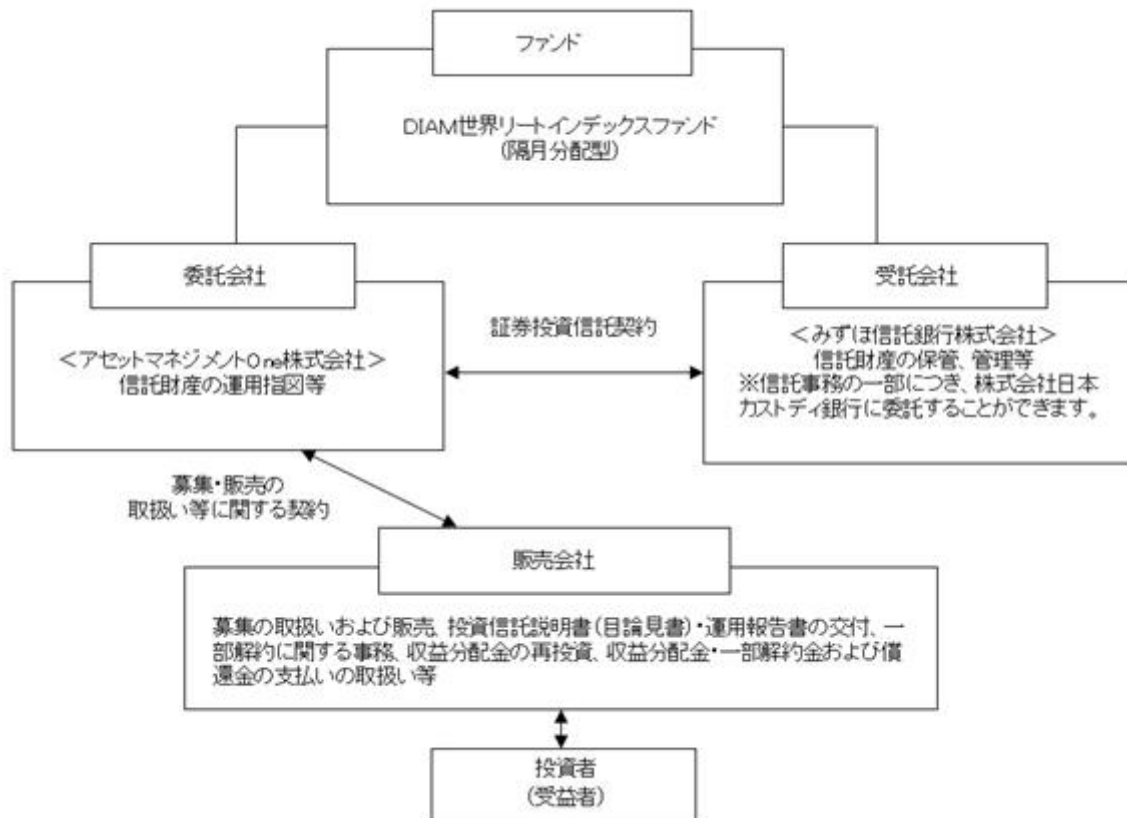 ファンド
DIAM世界リートインデックスファンド
(隔月分配型)
委託会社
<アセットマネジメントOne株式会社>
信託財産の運用指図等
証券投資信託契約
受託会社
<みずほ信託銀行株式会社>
信託財産の保管、管理等
※信託事務の一部につき、株式会社日本
カストディ銀行に委託することができます。
募集・販売の
取扱い等に関する契約
販売会社
募集の取扱いおよび販売、投資信託説明書(目論見書)・運用報告書の交付、一
部解約に関する事務、収益分配金の再投資、収益分配金・一部解約金および償
還金の支払いの取扱い等
投資者
(受益者)